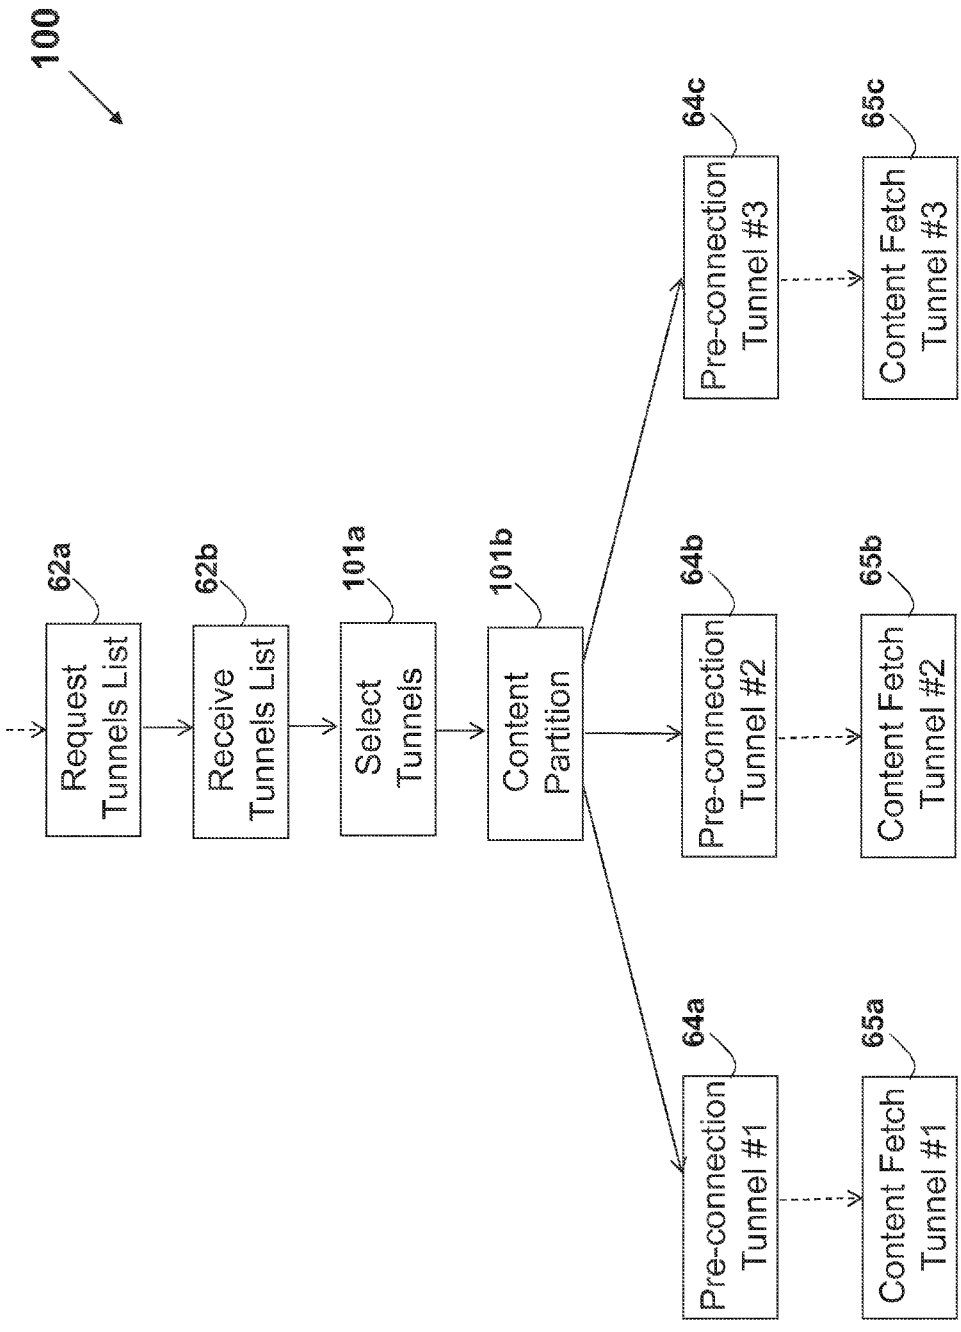 100
62a
Request
Tunnels List
62b
Receive
Tunnels List
101a
Select
Tunnels
101b
Content
Partition
64a
Pre-connection
Tunnel #1
64b
Pre-connection
Tunnel #2
64c
Pre-connection
Tunnel #3
65a
Content Fetch
Tunnel #1
65b
Content Fetch
Tunnel #2
65c
Content Fetch
Tunnel #3